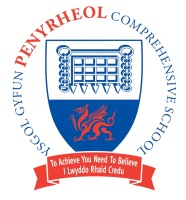 YSGOL GYFUN PENYRHEOL COMPREHENSIVE SCHOOL
To Achieve You Need To Believe
I Lwyddo Rhaid Credu